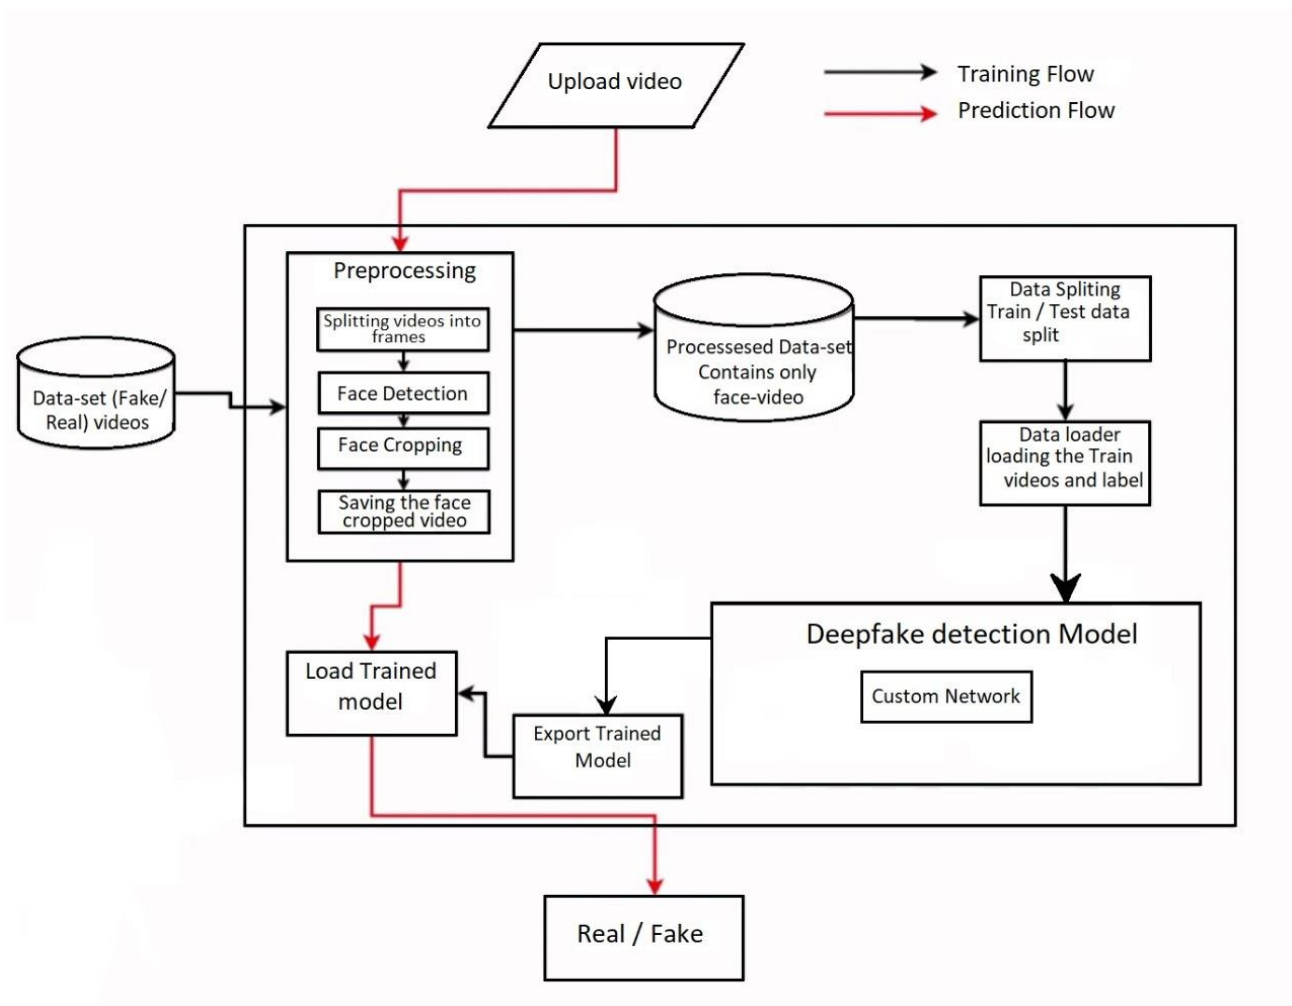 Upload video
Training Flow
Prediction Flow
Preprocessing
Splitting videos into
frames
Face Detection
Face Cropping
Saving the face
cropped video
Data-set (Fake/
Real) videos
Processesed Data-set
Contains only
face-video
Data Spliting
Train / Test data
split
Data loader
loading the Train
videos and label
Deepfake detection Model
Custom Network
Load Trained
model
Export Trained
Model
Real / Fake